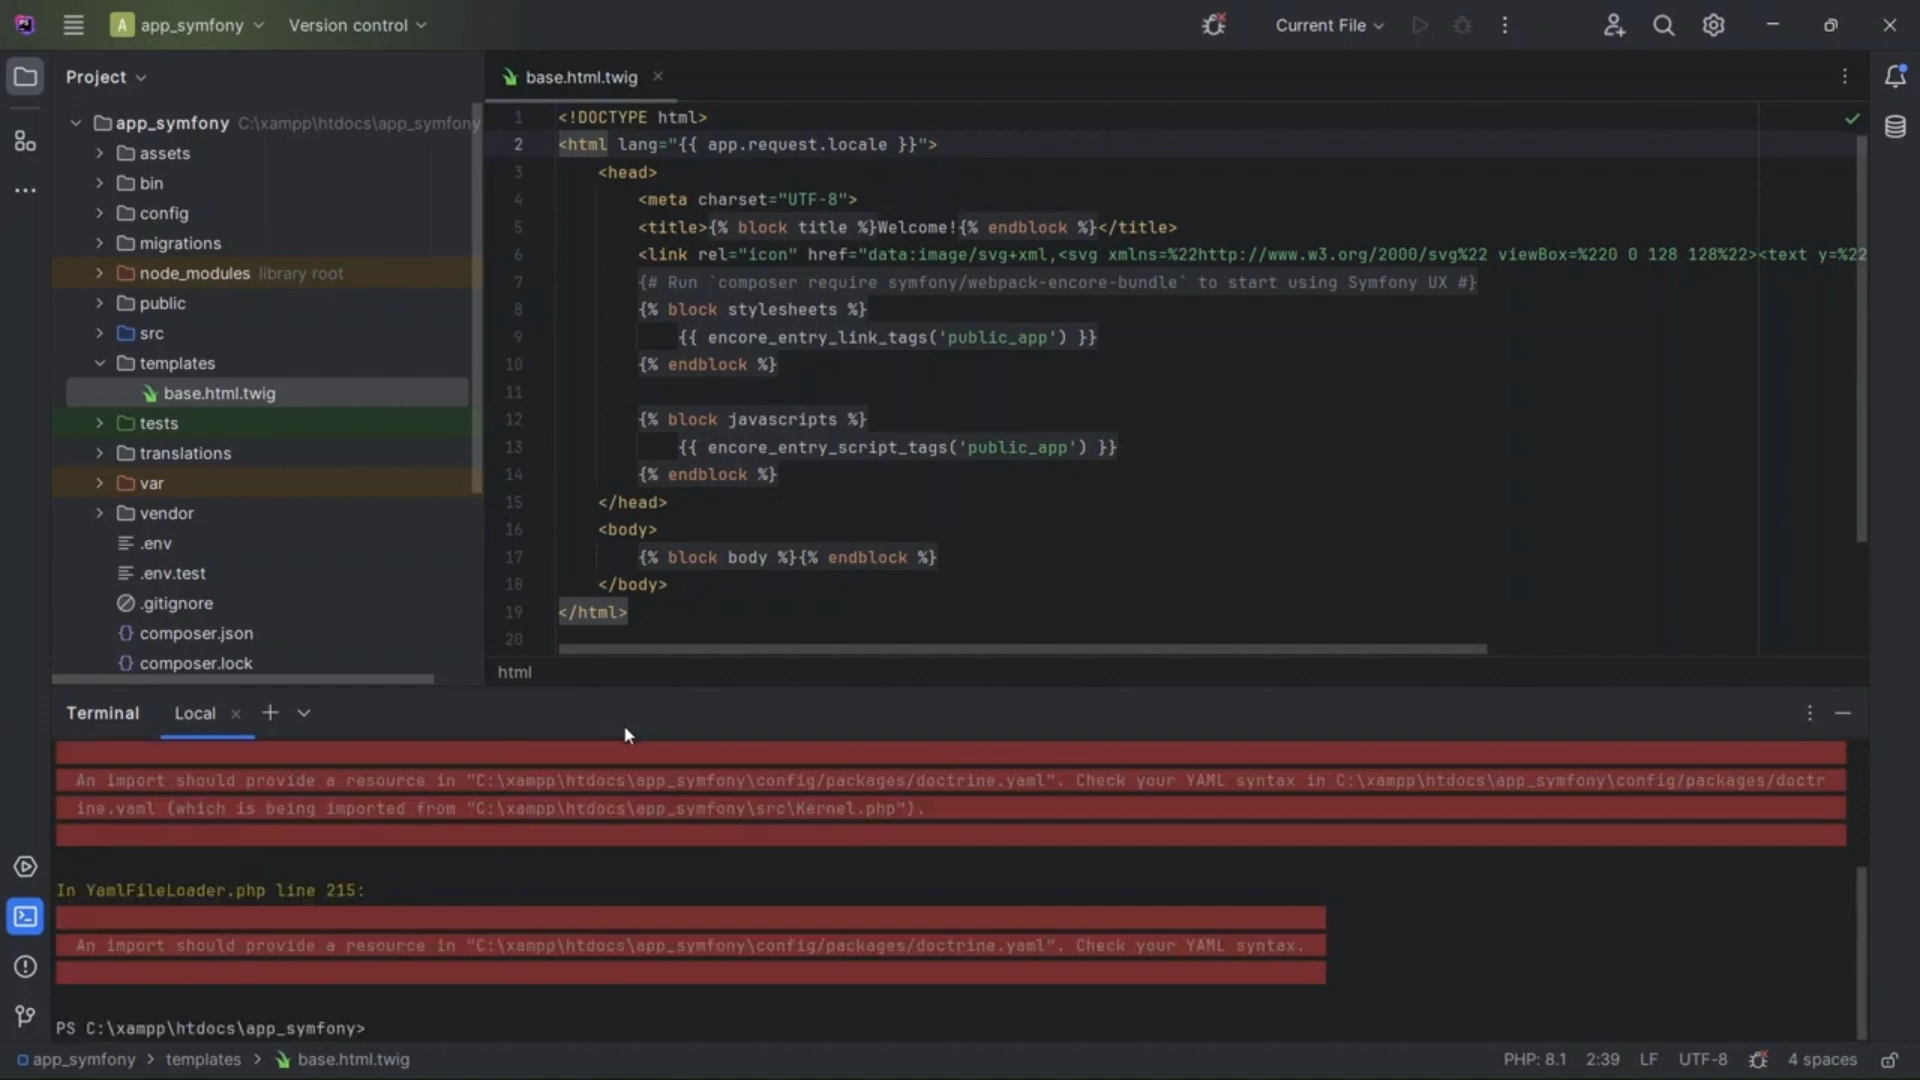 PS
A app_symfony Version control Current File
Project
app_symfony C:\xampp\htdocs\app_symfony
assets
bin
config
migrations
node_modules library root
public
src
templates
base.html.twig
tests
translations
var
vendor
.env
.env.test
.gitignore
{} composer.json
{} composer.lock
base.html.twig
1 <!DOCTYPE html>
2 <html lang="{{ app.request.locale }}">
3 <head>
4 <meta charset="UTF-8">
5 <title>{% block title %}Welcome!{% endblock %}</title>
6 <link rel="icon" href="data:image/svg+xml,<svg xmlns=%22http://www.w3.org/2000/svg%22 viewBox=%220 0 128 128%22><text y=%22
7 {# Run `composer require symfony/webpack-encore-bundle` to start using Symfony UX #}
8 {% block stylesheets %}
9 {{ encore_entry_link_tags('public_app') }}
10 {% endblock %}
11
12 {% block javascripts %}
13 {{ encore_entry_script_tags('public_app') }}
14 {% endblock %}
15 </head>
16 <body>
17 {% block body %}{% endblock %}
18 </body>
19 </html>
20
html
Terminal Local
An import should provide a resource in "C:\xampp\htdocs\app_symfony\config/packages/doctrine.yaml". Check your YAML syntax in C:\xampp\htdocs\app_symfony\config/packages/doctr
ine.yaml (which is being imported from "C:\xampp\htdocs\app_symfony\src\Kernel.php").
In YamlFileLoader.php line 215:
An import should provide a resource in "C:\xampp\htdocs\app_symfony\config/packages/doctrine.yaml". Check your YAML syntax.
PS C:\xampp\htdocs\app_symfony>
app_symfony > templates > base.html.twig PHP: 8.1 2:39 LF UTF-8 4 spaces